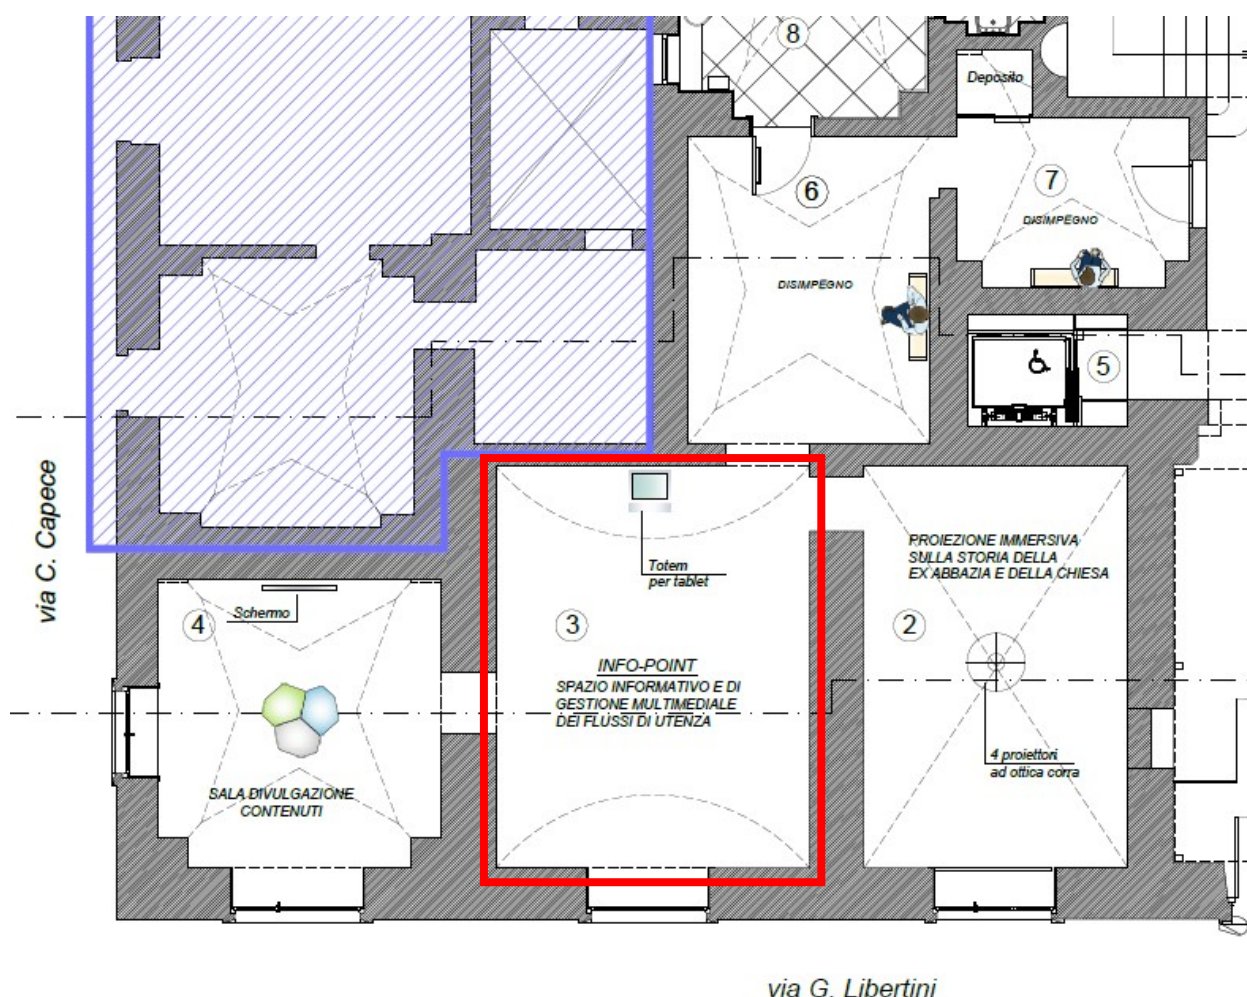 8
Deposito
7
DISIMPEGNO
6
DISIMPEGNO
5
via C. Capece
Totem
per tablet
PROIEZIONE IMMERSIVA
SULLA STORIA DELLA
EX ABBAZIA E DELLA CHIESA
Schermo
4
3
2
INFO-POINT
SPAZIO INFORMATIVO E DI
GESTIONE MULTIMEDIALE
DEI FLUSSI DI UTENZA
4 proiettori
ad ottica corra
SALA DIVULGAZIONE
CONTENUTI
via G. Libertini